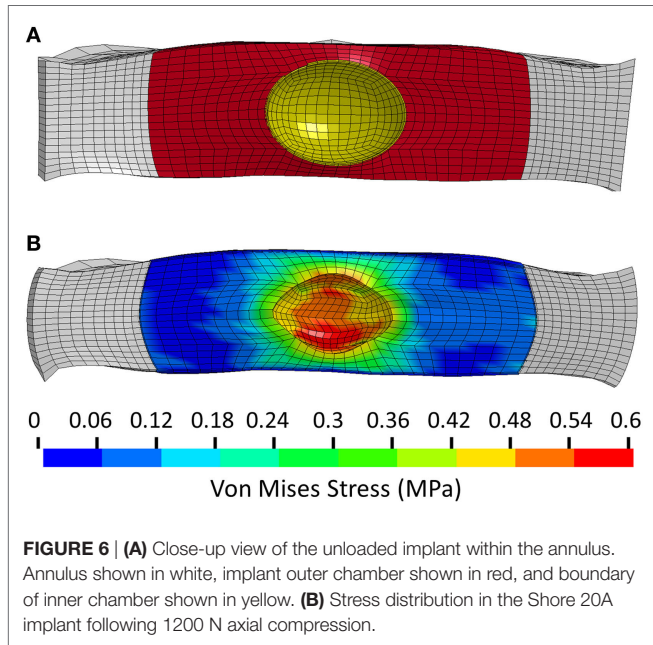 A
B
0 0.06 0.12 0.18 0.24 0.3 0.36 0.42 0.48 0.54 0.6
Von Mises Stress (MPa)
FIGURE 6 | (A) Close-up view of the unloaded implant within the annulus.
Annulus shown in white, implant outer chamber shown in red, and boundary
of inner chamber shown in yellow. (B) Stress distribution in the Shore 20A
implant following 1200 N axial compression.